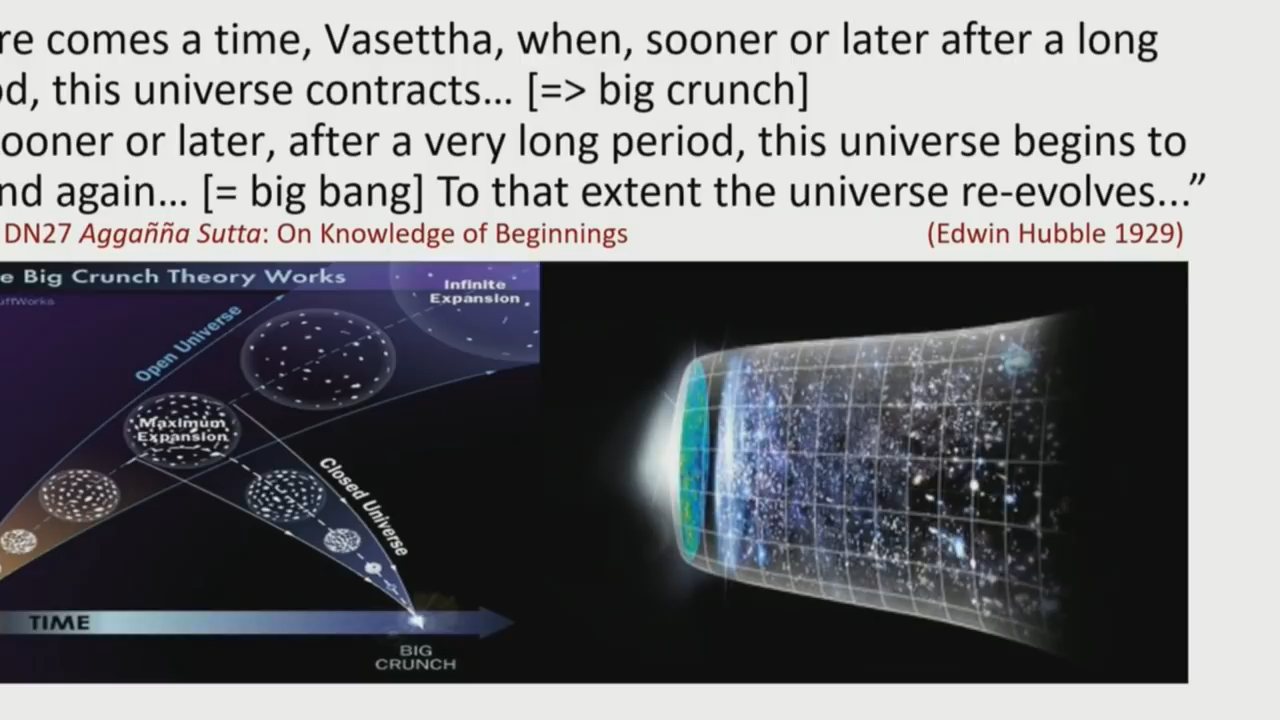 re comes a time, Vasettha, when, sooner or later after a long
od, this universe contracts... [=> big crunch]
ooner or later, after a very long period, this universe begins to
nd again... [= big bang] To that extent the universe re-evolves...”
DN27 Aggañña Sutta: On Knowledge of Beginnings
(Edwin Hubble 1929)
e Big Crunch Theory Works
uffWorks
Infinite
Expansion
Open Universe
Maximum
Expansion
Closed Universe
TIME
BIG
CRUNCH